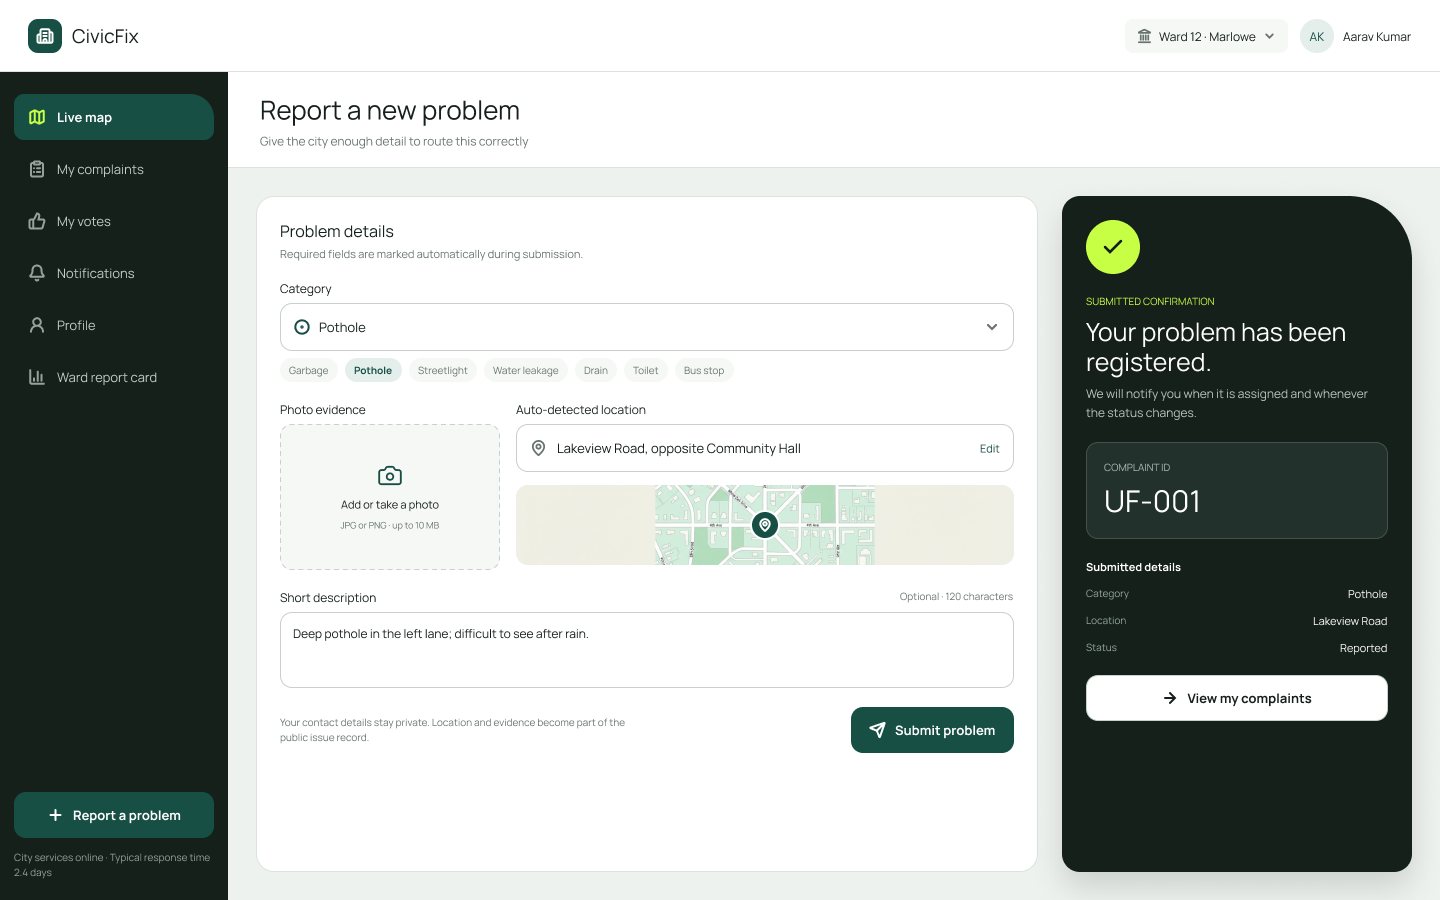 CivicFix
Ward 12 · Marlowe
AK
Aarav Kumar
Live map
My complaints
My votes
Notifications
Profile
Ward report card
Report a problem
City services online · Typical response time
2.4 days
Report a new problem
Give the city enough detail to route this correctly
Problem details
Required fields are marked automatically during submission.
Category
Pothole
Garbage
Pothole
Streetlight
Water leakage
Drain
Toilet
Bus stop
Photo evidence
Add or take a photo
JPG or PNG · up to 10 MB
Auto-detected location
Lakeview Road, opposite Community Hall
Edit
4th Ave
4th Ave
Short description
Optional · 120 characters
Deep pothole in the left lane; difficult to see after rain.
Your contact details stay private. Location and evidence become part of the
public issue record.
Submit problem
SUBMITTED CONFIRMATION
Your problem has been
registered.
We will notify you when it is assigned and whenever
the status changes.
COMPLAINT ID
UF-001
Submitted details
Category
Pothole
Location
Lakeview Road
Status
Reported
View my complaints